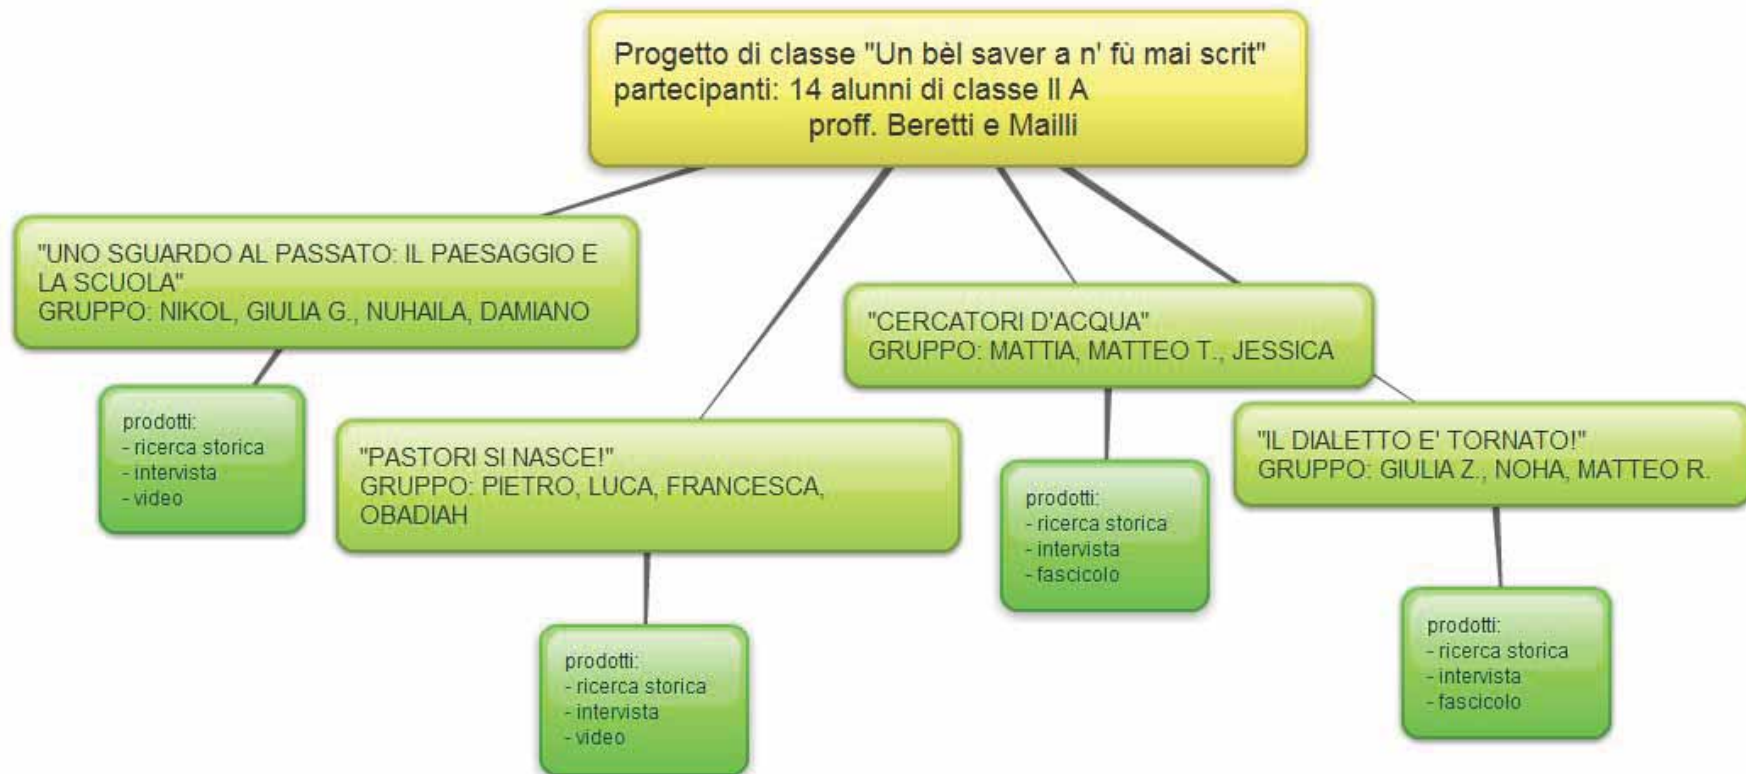 Progetto di classe "Un bèl saver a n' fù mai scrit"
partecipanti: 14 alunni di classe II A
proff. Beretti e Mailli
"UNO SGUARDO AL PASSATO: IL PAESAGGIO E
LA SCUOLA"
GRUPPO: NIKOL, GIULIA G., NUHAILA, DAMIANO
prodotti:
- ricerca storica
- intervista
- video
"PASTORI SI NASCE!"
GRUPPO: PIETRO, LUCA, FRANCESCA,
OBADIAH
prodotti:
- ricerca storica
- intervista
- video
"CERCATORI D'ACQUA"
GRUPPO: MATTIA, MATTEO T., JESSICA
prodotti:
- ricerca storica
- intervista
- fascicolo
"IL DIALETTO E' TORNATO!"
GRUPPO: GIULIA Z., NOHA, MATTEO R.
prodotti:
- ricerca storica
- intervista
- fascicolo